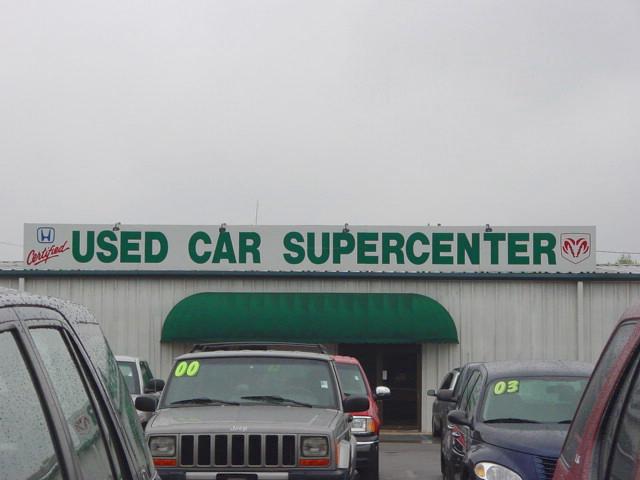 Certified USED CAR SUPERCENTER
00
03
Jeep